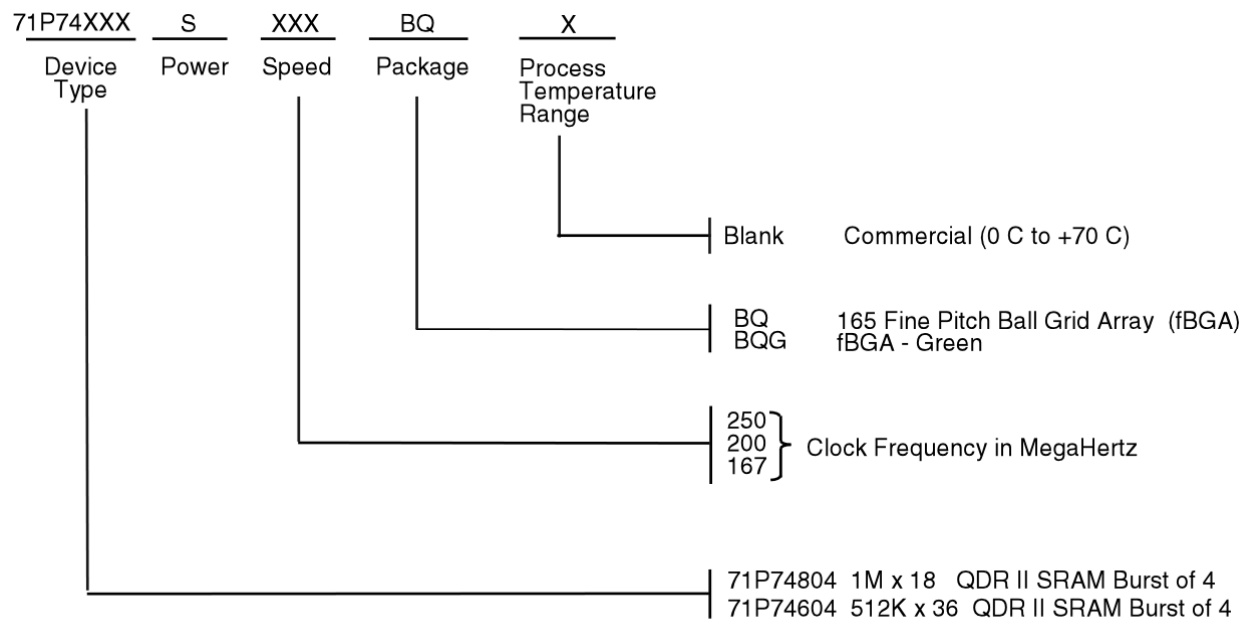 71P74XXX S XXX BQ X
Device Type Power Speed Package Process Temperature Range
Blank Commercial (0 C to +70 C)
BQ 165 Fine Pitch Ball Grid Array (fBGA)
BQG fBGA - Green
250
200 Clock Frequency in MegaHertz
167
71P74804 1M x 18 QDR II SRAM Burst of 4
71P74604 512K x 36 QDR II SRAM Burst of 4